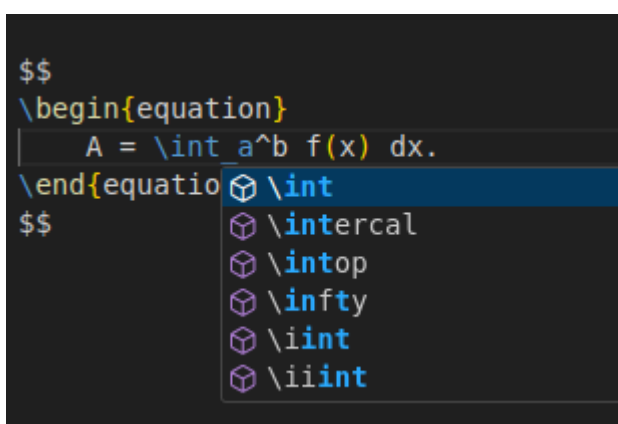 $$
\begin{equation}
A = \int_a^b f(x) dx.
\end{equatio
$$
\int
\intercal
\intop
\infty
\iint
\iiint